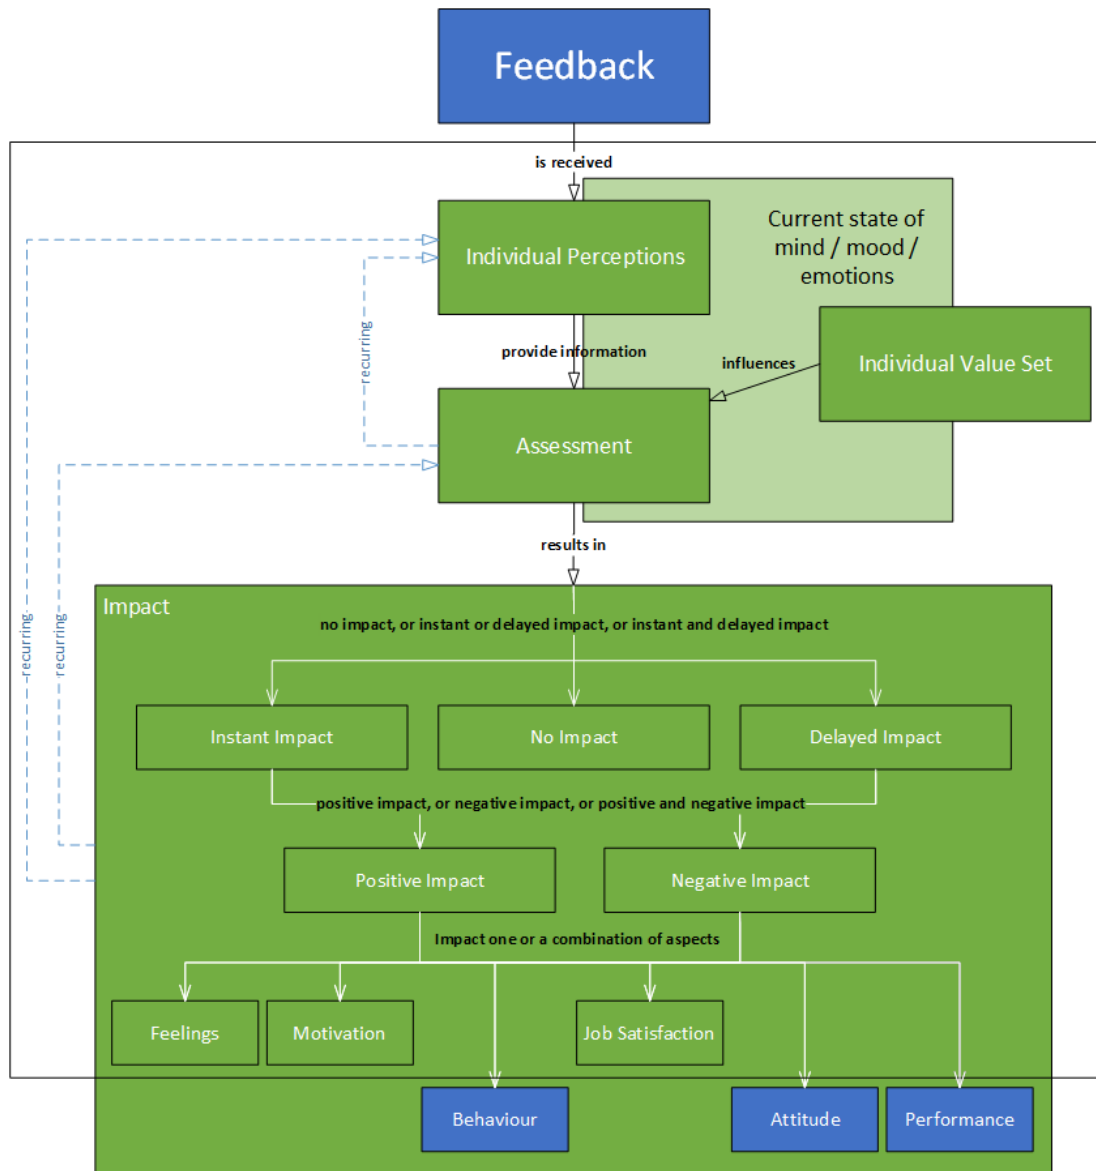 Feedback
is received
Current state of
mind / mood /
emotions
Individual Perceptions
provide information
influences
Individual Value Set
recurring
Assessment
results in
Impact
no impact, or instant or delayed impact, or instant and delayed impact
recurring
recurring
Instant Impact
No Impact
Delayed Impact
positive impact, or negative impact, or positive and negative impact
Positive Impact
Negative Impact
Impact one or a combination of aspects
Feelings
Motivation
Job Satisfaction
Behaviour
Attitude
Performance